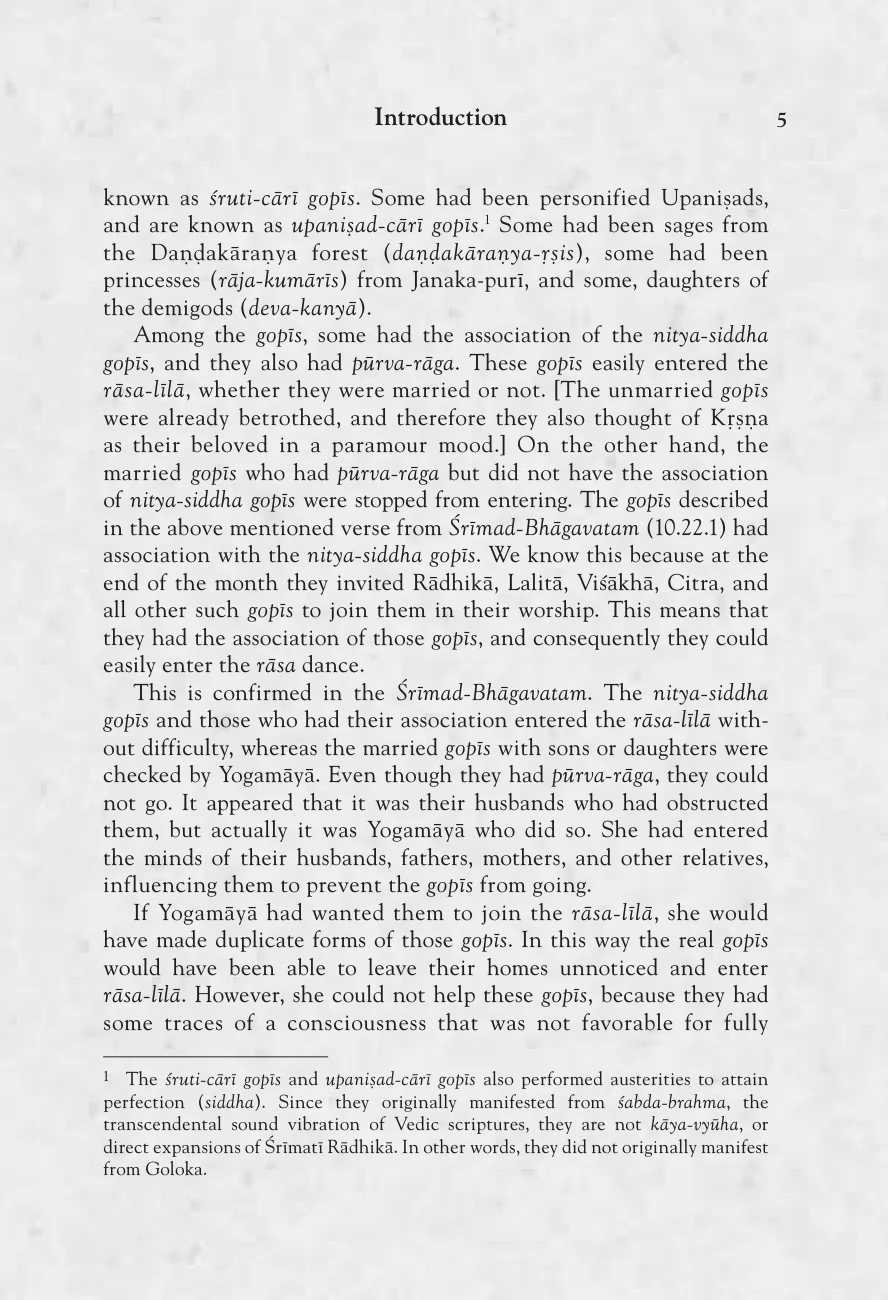 Introduction 5
known as śruti-cārī gopīs. Some had been personified Upaniṣads,
and are known as upaniṣad-cārī gopīs.1 Some had been sages from
the Daṇḍakāraṇya forest (daṇḍakāraṇya-ṛṣis), some had been
princesses (rāja-kumārīs) from Janaka-purī, and some, daughters of
the demigods (deva-kanyā).
Among the gopīs, some had the association of the nitya-siddha
gopīs, and they also had pūrva-rāga. These gopīs easily entered the
rāsa-līlā, whether they were married or not. [The unmarried gopīs
were already betrothed, and therefore they also thought of Kṛṣṇa
as their beloved in a paramour mood.] On the other hand, the
married gopīs who had pūrva-rāga but did not have the association
of nitya-siddha gopīs were stopped from entering. The gopīs described
in the above mentioned verse from Śrīmad-Bhāgavatam (10.22.1) had
association with the nitya-siddha gopīs. We know this because at the
end of the month they invited Rādhikā, Lalitā, Viśākhā, Citra, and
all other such gopīs to join them in their worship. This means that
they had the association of those gopīs, and consequently they could
easily enter the rāsa dance.
This is confirmed in the Śrīmad-Bhāgavatam. The nitya-siddha
gopīs and those who had their association entered the rāsa-līlā with-
out difficulty, whereas the married gopīs with sons or daughters were
checked by Yogamāyā. Even though they had pūrva-rāga, they could
not go. It appeared that it was their husbands who had obstructed
them, but actually it was Yogamāyā who did so. She had entered
the minds of their husbands, fathers, mothers, and other relatives,
influencing them to prevent the gopīs from going.
If Yogamāyā had wanted them to join the rāsa-līlā, she would
have made duplicate forms of those gopīs. In this way the real gopīs
would have been able to leave their homes unnoticed and enter
rāsa-līlā. However, she could not help these gopīs, because they had
some traces of a consciousness that was not favorable for fully
1 The śruti-cārī gopīs and upaniṣad-cārī gopīs also performed austerities to attain
perfection (siddha). Since they originally manifested from śabda-brahma, the
transcendental sound vibration of Vedic scriptures, they are not kāya-vyūha, or
direct expansions of Śrīmatī Rādhikā. In other words, they did not originally manifest
from Goloka.